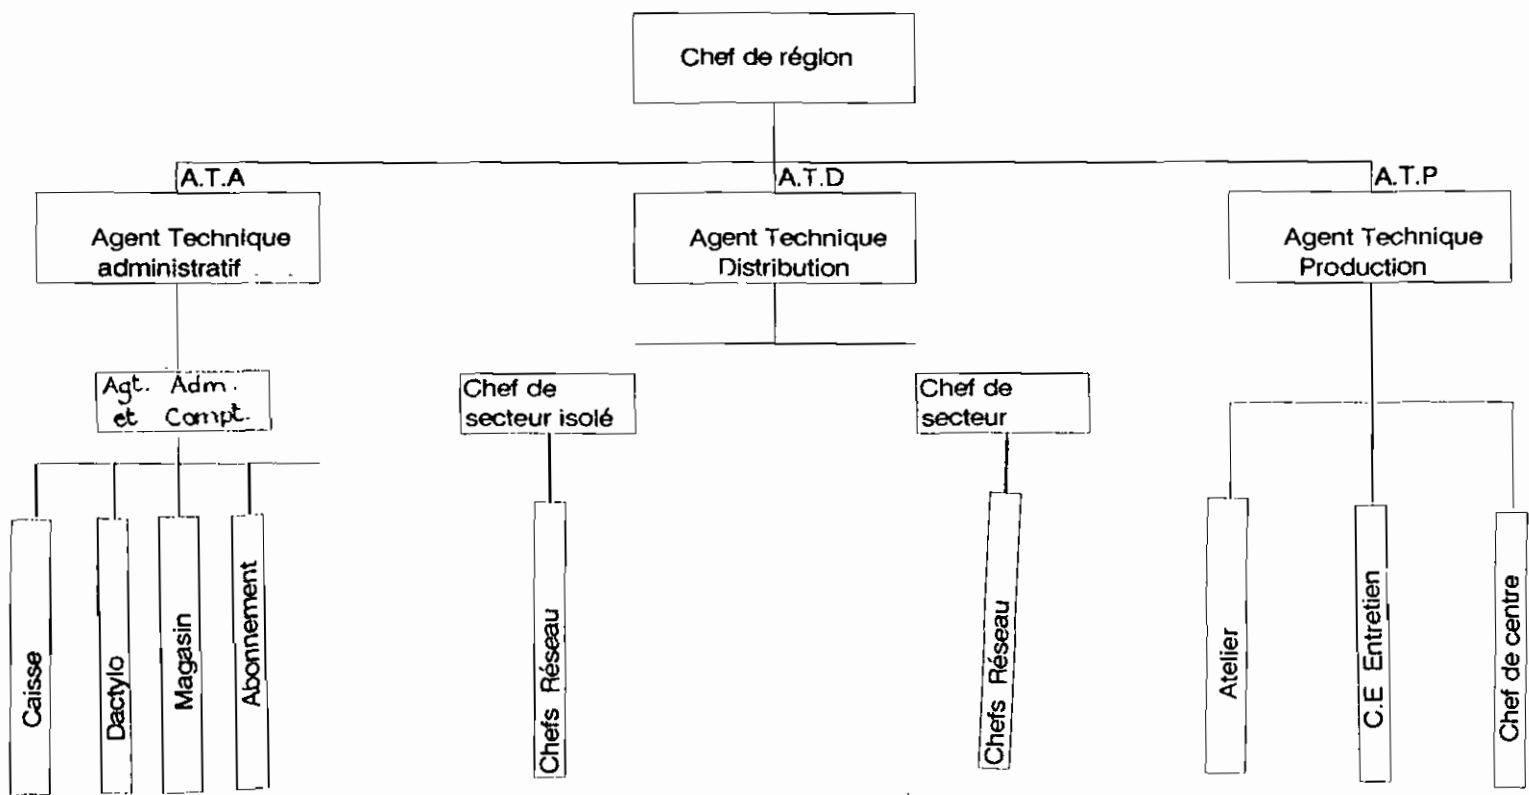 Chef de région
A.T.A
A.T.D
A.T.P
Agent Technique
administratif
Agent Technique
Distribution
Agent Technique
Production
Agt. Adm.
et Compt.
Chef de
secteur isolé
Chef de
secteur
Caisse
Dactylo
Magasin
Abonnement
Chefs Réseau
Chefs Réseau
Atelier
C.E Entretien
Chef de centre